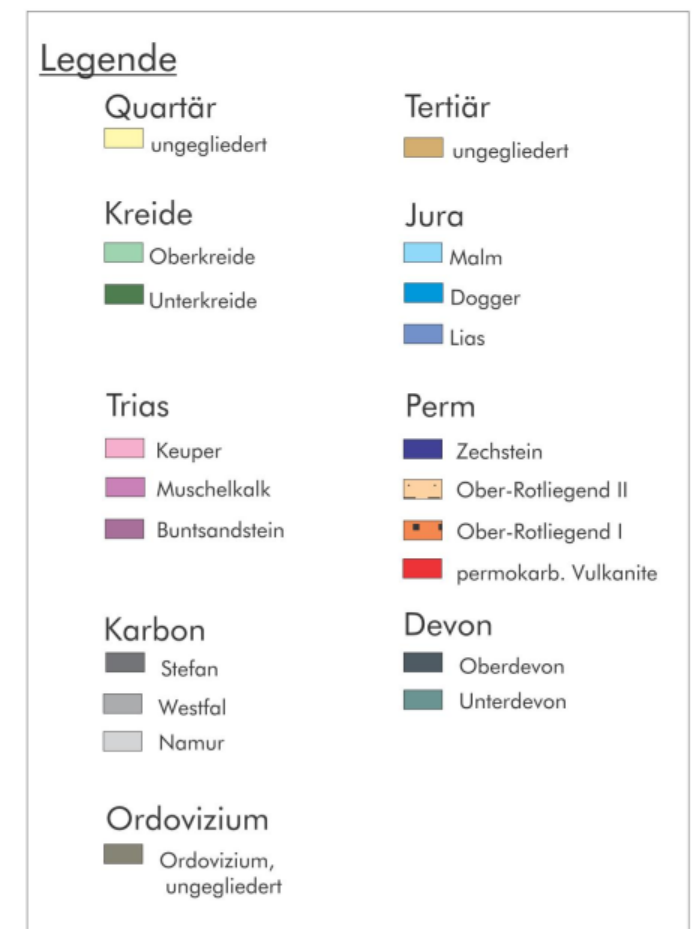 Legende
Quartär
ungegliedert
Tertiär
ungegliedert
Kreide
Oberkreide
Unterkreide
Jura
Malm
Dogger
Lias
Trias
Keuper
Muschelkalk
Buntsandstein
Perm
Zechstein
Ober-Rotliegend II
Ober-Rotliegend I
permokarb. Vulkanite
Karbon
Stefan
Westfal
Namur
Devon
Oberdevon
Unterdevon
Ordovizium
Ordovizium,
ungegliedert